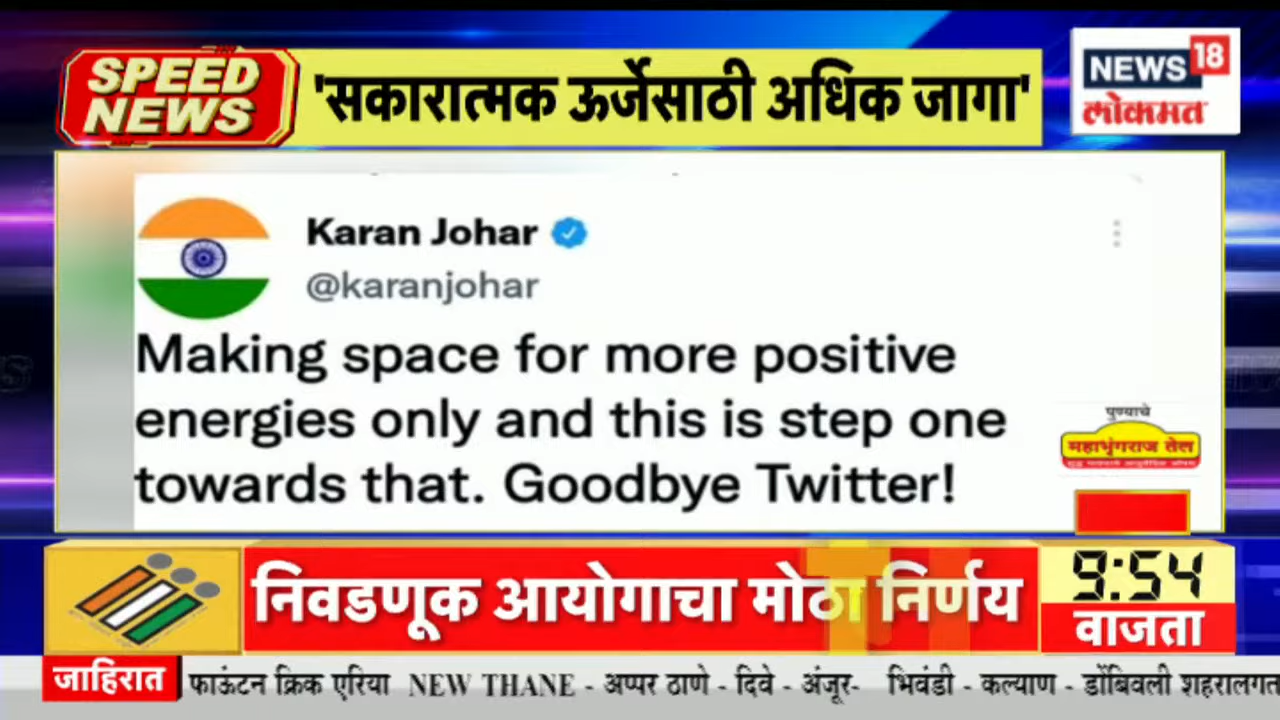 SPEED
NEWS
'सकारात्मक ऊर्जेसाठी अधिक जागा'
NEWS 18
लोकमत
Karan Johar
@karanjohar
Making space for more positive
energies only and this is step one
towards that. Goodbye Twitter!
पुण्याचे
महाभृंगराज तेल
निवडणूक आयोगाचा मोठा निर्णय
9:54
वाजता
जाहिरात
फाऊंटन क्रिक एरिया NEW THANE - अप्पर ठाणे - दिवे - अंजूर- भिवंडी - कल्याण - डोंबिवली शहरालगत